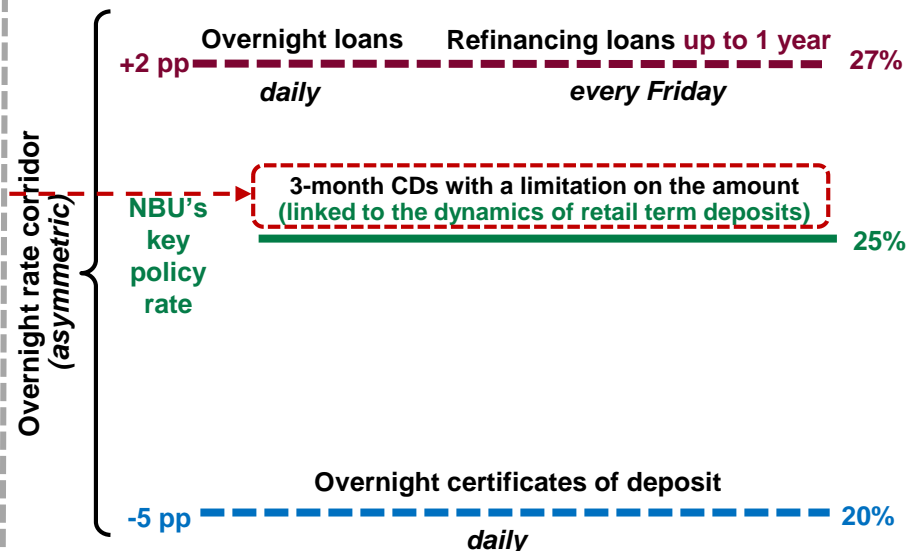 Overnight loans
Refinancing loans up to 1 year
+2 pp
27%
daily
every Friday
Overnight rate corridor
(asymmetric)
3-month CDs with a limitation on the amount
(linked to the dynamics of retail term deposits)
NBU's
key
policy
rate
25%
Overnight certificates of deposit
-5 pp
20%
daily